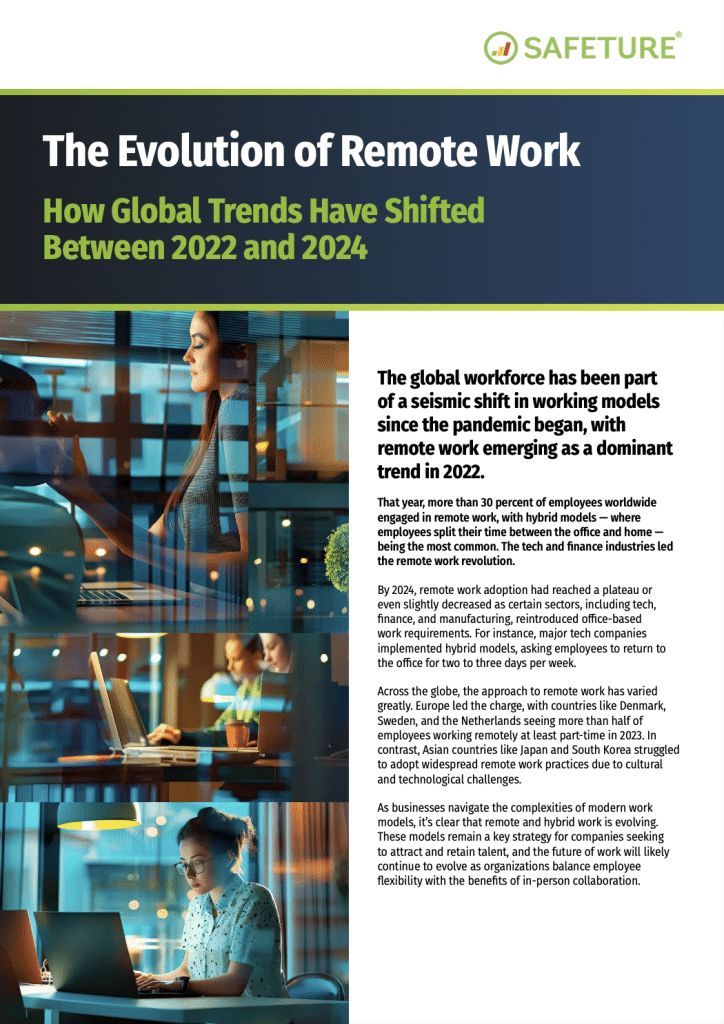 SAFETURE®
The Evolution of Remote Work
How Global Trends Have Shifted
Between 2022 and 2024
The global workforce has been part
of a seismic shift in working models
since the pandemic began, with
remote work emerging as a dominant
trend in 2022.
That year, more than 30 percent of employees worldwide
engaged in remote work, with hybrid models — where
employees split their time between the office and home —
being the most common. The tech and finance industries led
the remote work revolution.
By 2024, remote work adoption had reached a plateau or
even slightly decreased as certain sectors, including tech,
finance, and manufacturing, reintroduced office-based
work requirements. For instance, major tech companies
implemented hybrid models, asking employees to return to
the office for two to three days per week.
Across the globe, the approach to remote work has varied
greatly. Europe led the charge, with countries like Denmark,
Sweden, and the Netherlands seeing more than half of
employees working remotely at least part-time in 2023. In
contrast, Asian countries like Japan and South Korea struggled
to adopt widespread remote work practices due to cultural
and technological challenges.
As businesses navigate the complexities of modern work
models, it’s clear that remote and hybrid work is evolving.
These models remain a key strategy for companies seeking
to attract and retain talent, and the future of work will likely
continue to evolve as organizations balance employee
flexibility with the benefits of in-person collaboration.